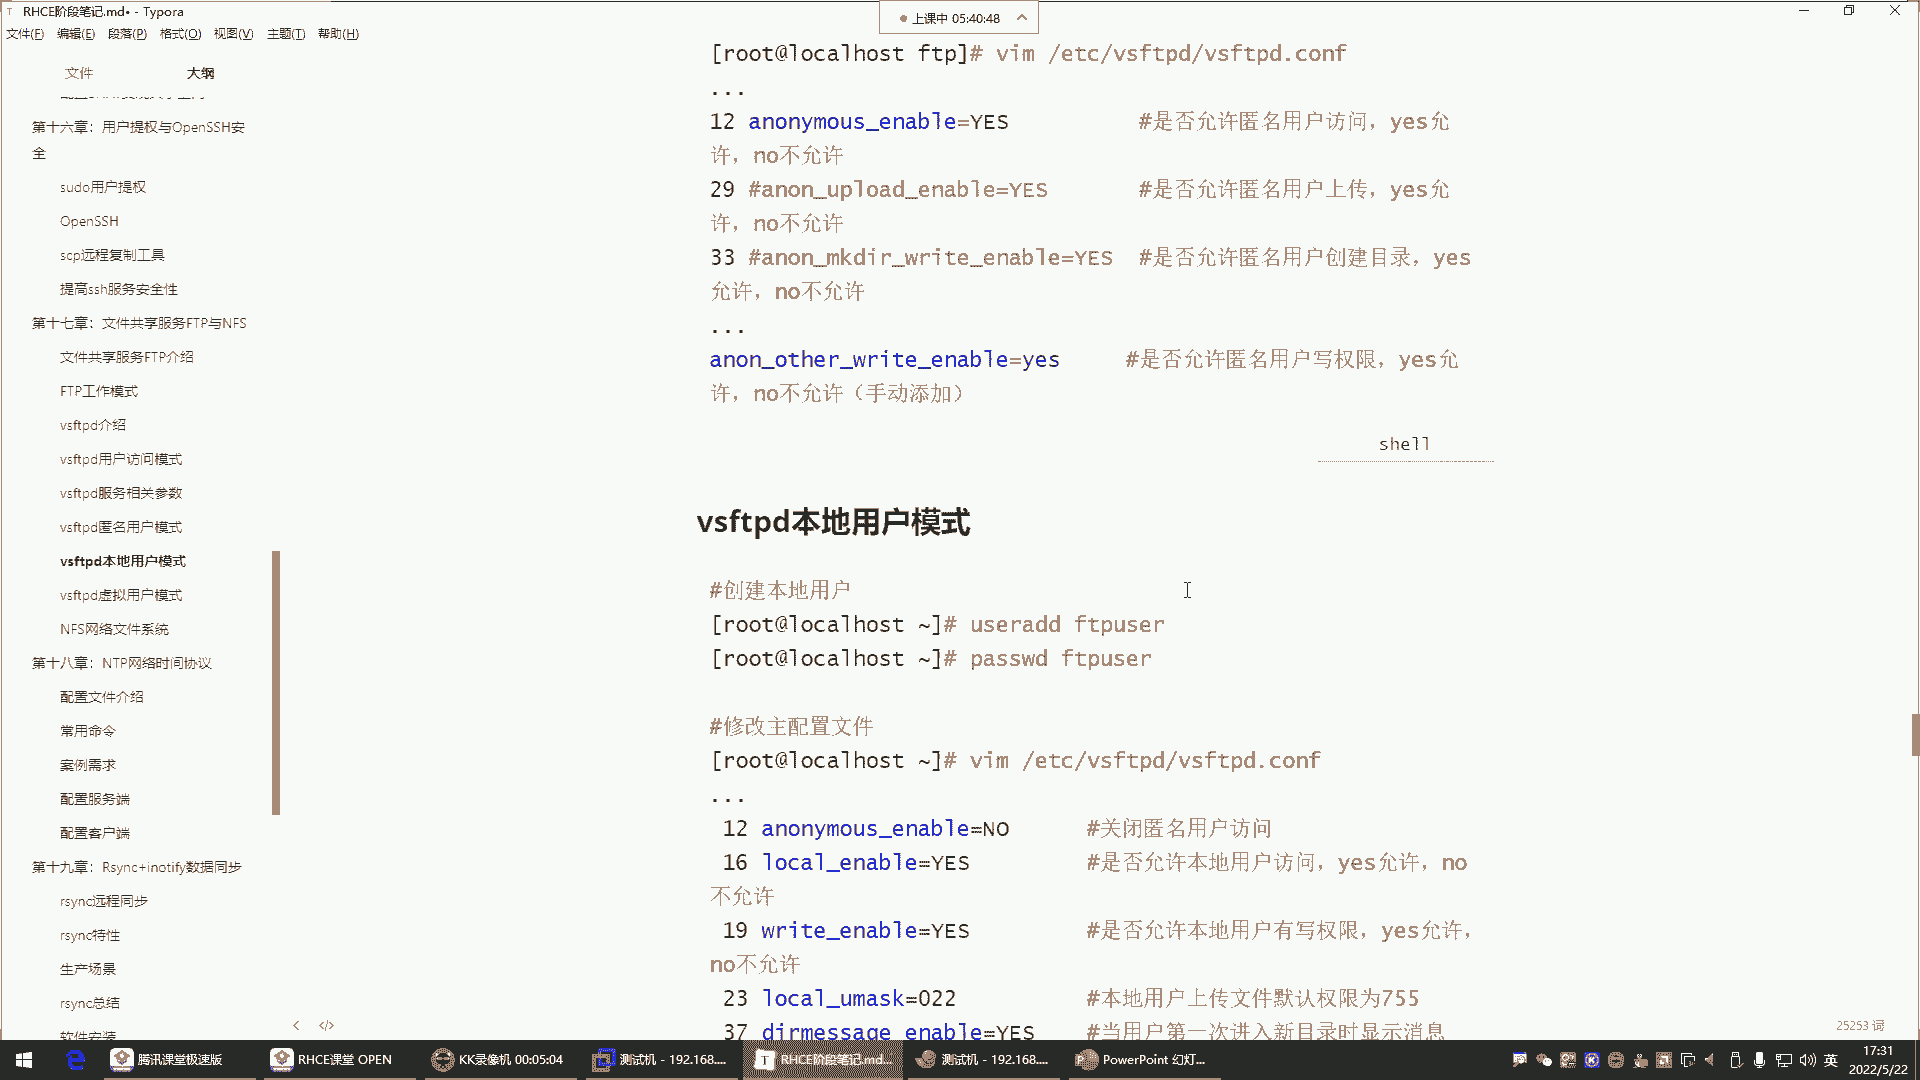 RHCE阶段笔记.md• - Typora
上课中 05:40:48
文件(F) 编辑(E) 段落(P) 格式(O) 视图(V) 主题(T) 帮助(H)
文件 大纲
第十六章：用户提权与OpenSSH安
全
sudo用户提权
OpenSSH
scp远程复制工具
提高ssh服务安全性
第十七章：文件共享服务FTP与NFS
文件共享服务FTP介绍
FTP工作模式
vsftpd介绍
vsftpd用户访问模式
vsftpd服务相关参数
vsftpd匿名用户模式
vsftpd本地用户模式
vsftpd虚拟用户模式
NFS网络文件系统
第十八章：NTP网络时间协议
配置文件介绍
常用命令
案例需求
配置服务端
配置客户端
第十九章：Rsync+inotify数据同步
rsync远程同步
rsync特性
生产场景
rsync总结
软件安装
[root@localhost ftp]# vim /etc/vsftpd/vsftpd.conf
...
12 anonymous_enable=YES #是否允许匿名用户访问，yes允
许，no不允许
29 #anon_upload_enable=YES #是否允许匿名用户上传，yes允
许，no不允许
33 #anon_mkdir_write_enable=YES #是否允许匿名用户创建目录，yes
允许，no不允许
...
anon_other_write_enable=yes #是否允许匿名用户写权限，yes允
许，no不允许（手动添加）
shell
vsftpd本地用户模式
#创建本地用户
[root@localhost ~]# useradd ftpuser
[root@localhost ~]# passwd ftpuser
#修改主配置文件
[root@localhost ~]# vim /etc/vsftpd/vsftpd.conf
...
12 anonymous_enable=NO #关闭匿名用户访问
16 local_enable=YES #是否允许本地用户访问，yes允许，no
不允许
19 write_enable=YES #是否允许本地用户有写权限，yes允许，
no不允许
23 local_umask=022 #本地用户上传文件默认权限为755
37 dirmessage_enable=YES #当用户第一次进入新目录时显示消息
25253 词
腾讯课堂极速版 RHCE课堂 OPEN KK录像机 00:05:04 测试机 - 192.168.... RHCE阶段笔记.md... 测试机 - 192.168.... PowerPoint 幻灯... 英 17:31
2022/5/22